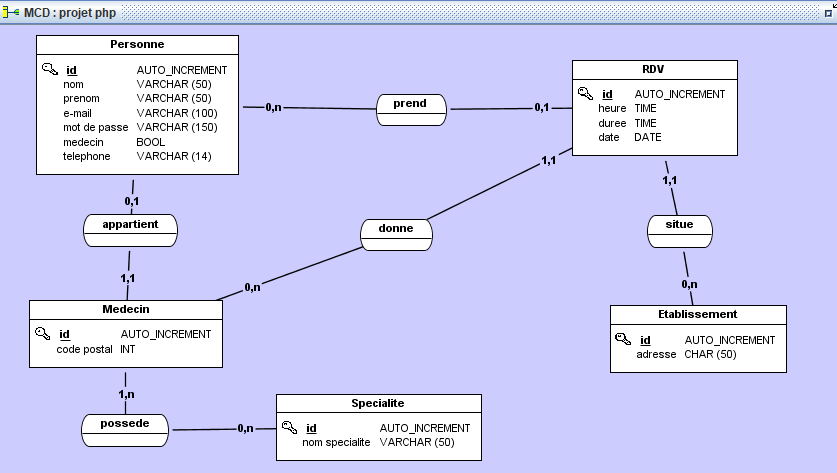 MCD : projet php
Personne
id AUTO_INCREMENT
nom VARCHAR (50)
prenom VARCHAR (50)
e-mail VARCHAR (100)
mot de passe VARCHAR (150)
medecin BOOL
telephone VARCHAR (14)
0,n
prend
0,1
RDV
id AUTO_INCREMENT
heure TIME
duree TIME
date DATE
0,1
appartient
1,1
1,1
donne
0,n
1,1
situe
0,n
Medecin
id AUTO_INCREMENT
code postal INT
Etablissement
id AUTO_INCREMENT
adresse CHAR (50)
1,n
possede
0,n
Specialite
id AUTO_INCREMENT
nom specialite VARCHAR (50)